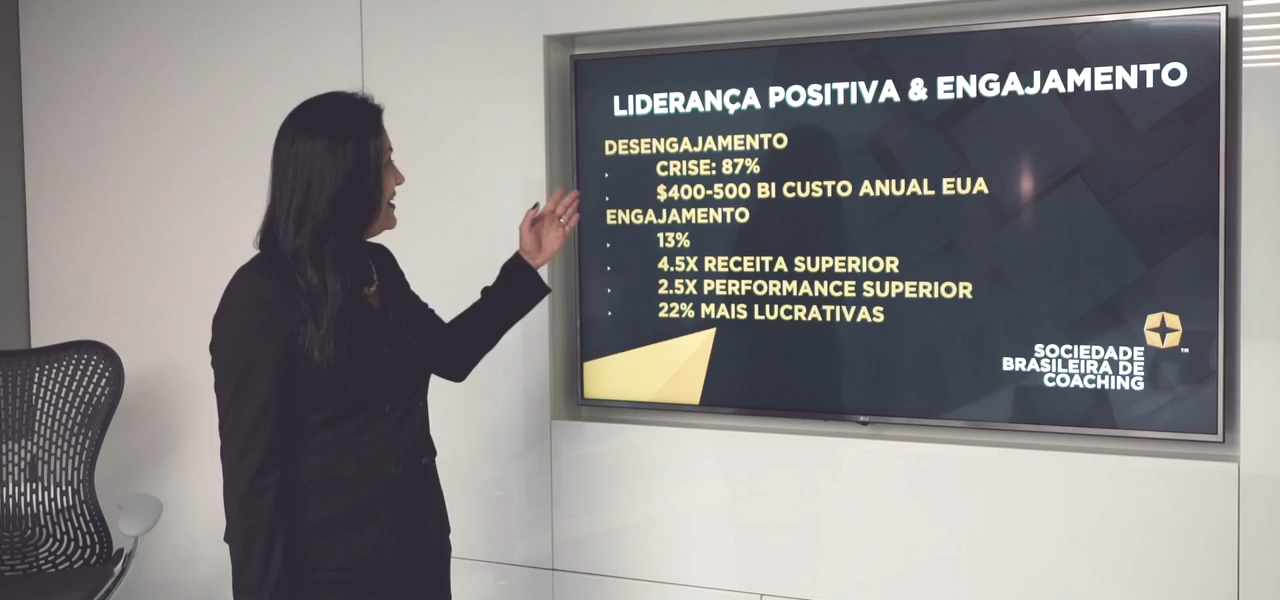 LIDERANÇA POSITIVA & ENGAJAMENTO
DESENGAJAMENTO
CRISE: 87%
$400-500 BI CUSTO ANUAL EUA
ENGAJAMENTO
13%
4.5X RECEITA SUPERIOR
2.5X PERFORMANCE SUPERIOR
22% MAIS LUCRATIVAS
SOCIEDADE
BRASILEIRA DE
COACHING
TM